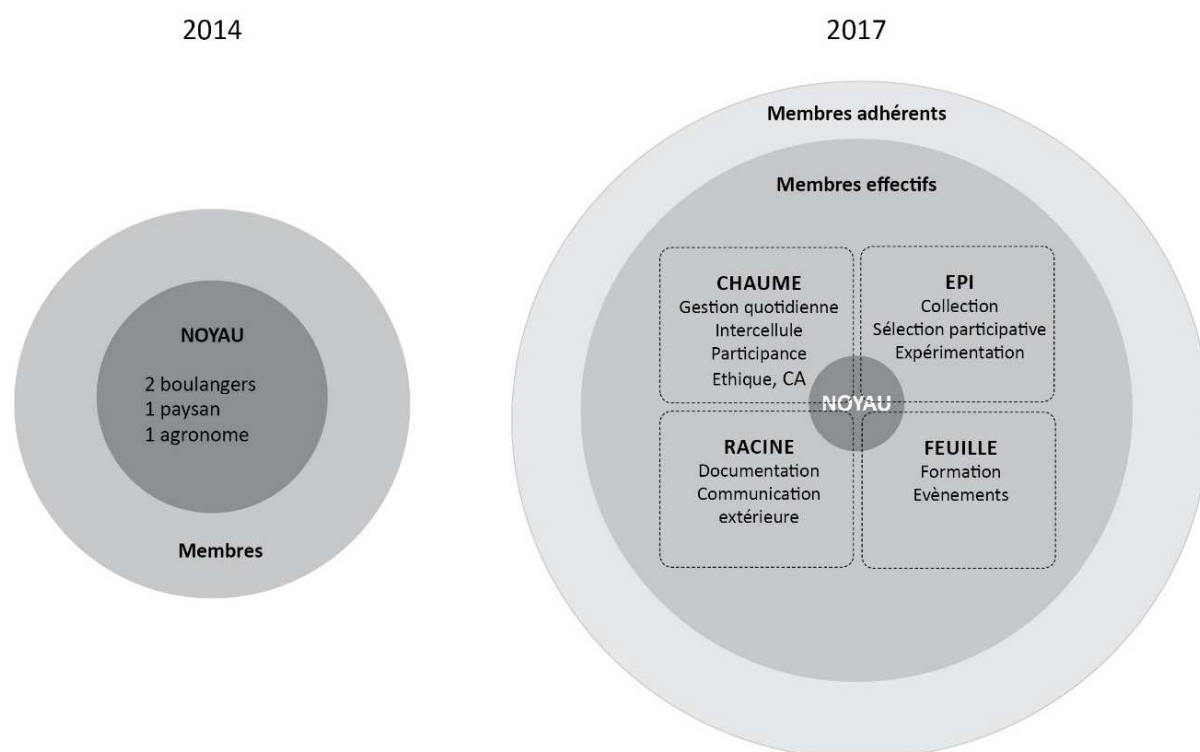 2014
NOYAU
2 boulangers
1 paysan
1 agronome
Membres
2017
Membres adhérents
Membres effectifs
CHAUME
Gestion quotidienne
Intercellule
Participance
Ethique, CA
EPI
Collection
Sélection participative
Expérimentation
NOYAU
RACINE
Documentation
Communication
extérieure
FEUILLE
Formation
Evènements